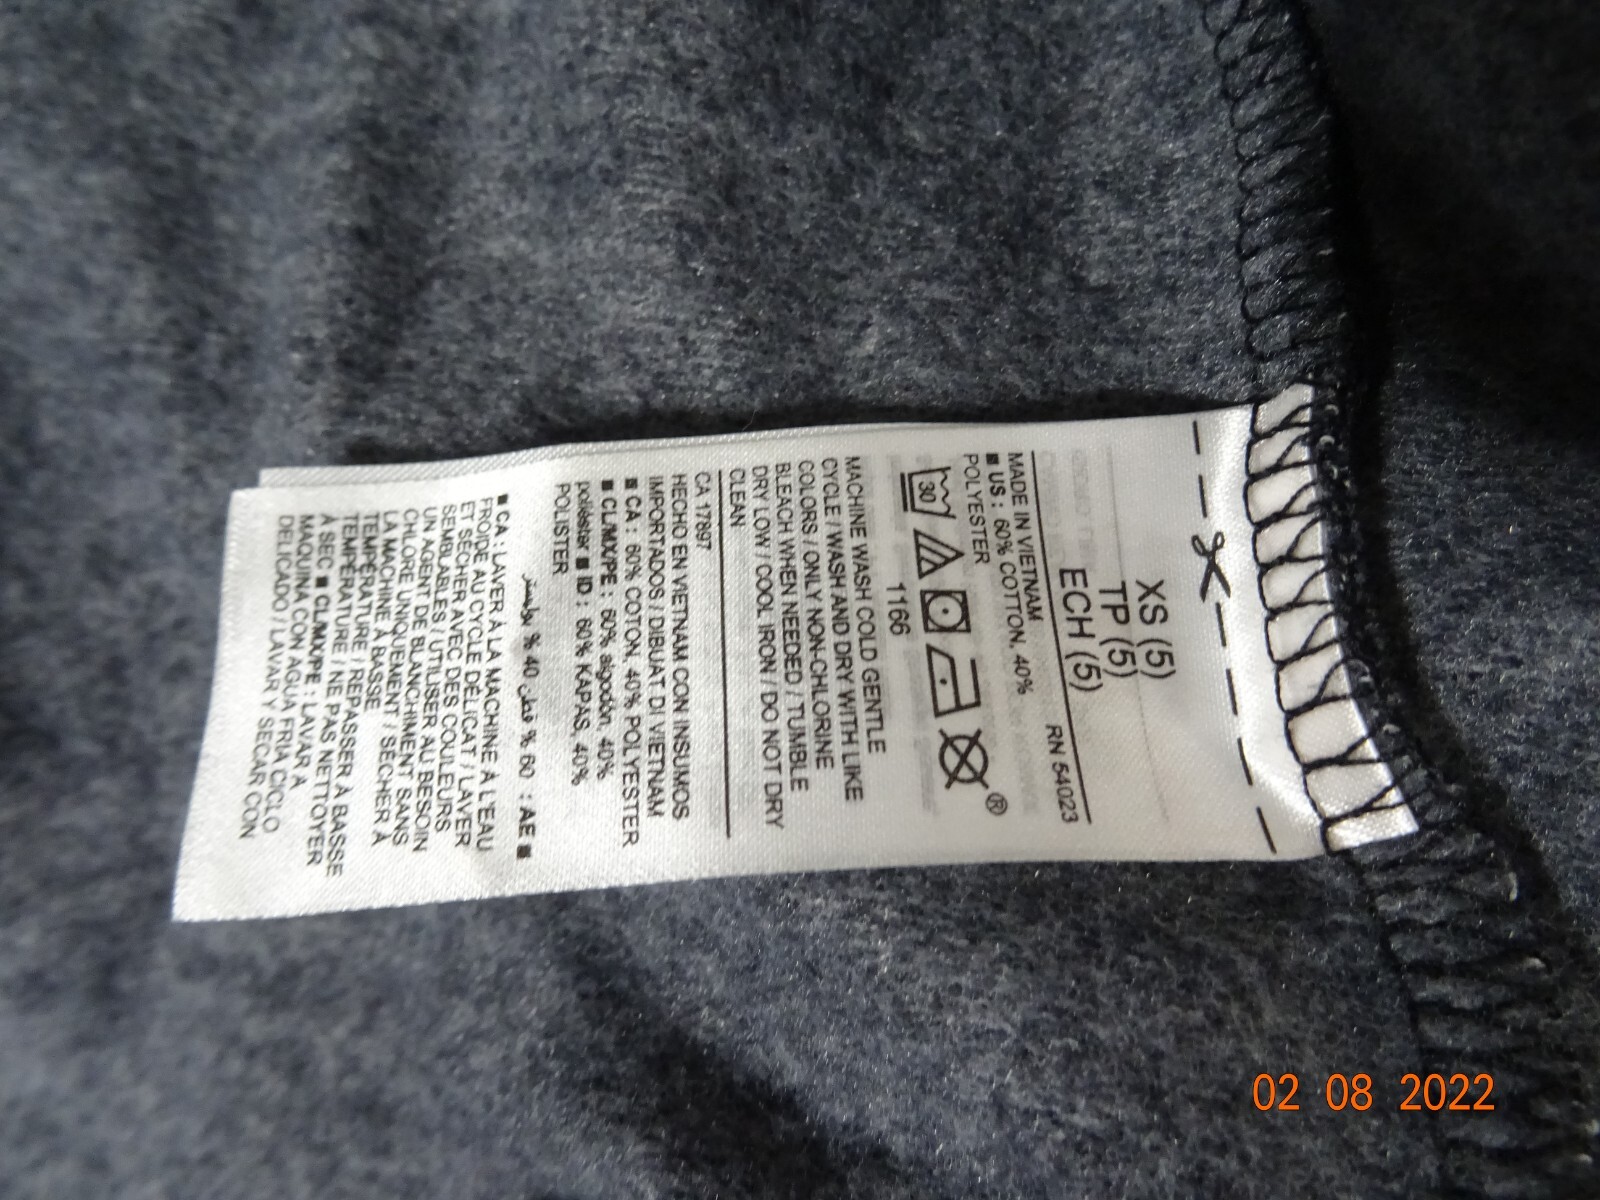 XS (5)
TP (5)
ECH (5)
RN 54023
MADE IN VIETNAM
■ US : 60% COTTON, 40%
POLYESTER
30
®
1166
MACHINE WASH COLD GENTLE
CYCLE / WASH AND DRY WITH LIKE
COLORS / ONLY NON-CHLORINE
BLEACH WHEN NEEDED / TUMBLE
DRY LOW / COOL IRON / DO NOT DRY
CLEAN
CA 17897
HECHO EN VIETNAM CON INSUMOS
IMPORTADOS / DIBUAT DI VIETNAM
■ CA : 60% COTON, 40% POLYESTER
■ CL/MX/PE : 60% algodón, 40%
poliéster ■ ID : 60% KAPAS, 40%
POLISTER
■ AE : 60 % قطن 40 % بوليستر
■ CA : LAVER À LA MACHINE À L'EAU
FROIDE AU CYCLE DÉLICAT / LAVER
ET SÉCHER AVEC DES COULEURS
SEMBLABLES / UTILISER AU BESOIN
UN AGENT DE BLANCHIMENT SANS
CHLORE UNIQUEMENT / SÉCHER À
LA MACHINE À BASSE
TEMPÉRATURE / REPASSER À BASSE
TEMPÉRATURE / NE PAS NETTOYER
À SEC ■ CL/MX/PE : LAVAR A
MAQUINA CON AGUA FRIA CICLO
DELICADO / LAVAR Y SECAR CON
02 08 2022